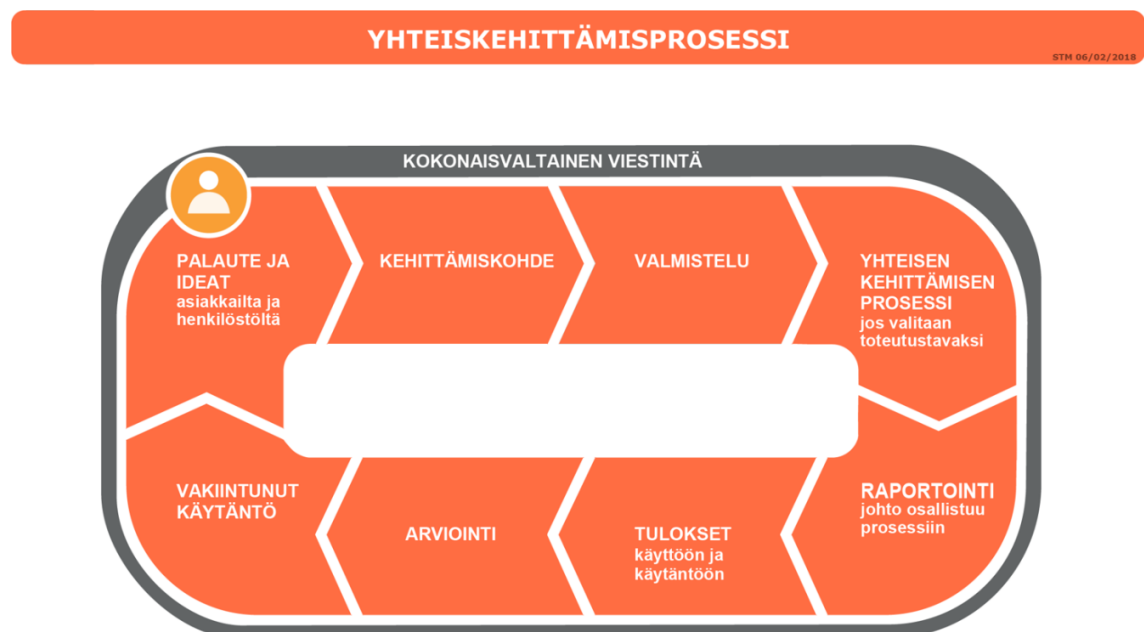 YHTEISKEHITTÄMISPROSESSI
STM 06/02/2018
KOKONAISVALTAINEN VIESTINTÄ
PALAUTE JA
IDEAT
asiakkailta ja
henkilöstöltä
KEHITTÄMISKOHDE
VALMISTELU
YHTEISEN
KEHITTÄMISEN
PROSESSI
jos valitaan
toteutustavaksi
RAPORTOINTI
johto osallistuu
prosessiin
TULOKSET
käyttöön ja
käytäntöön
ARVIOINTI
VAKIINTUNUT
KÄYTÄNTÖ